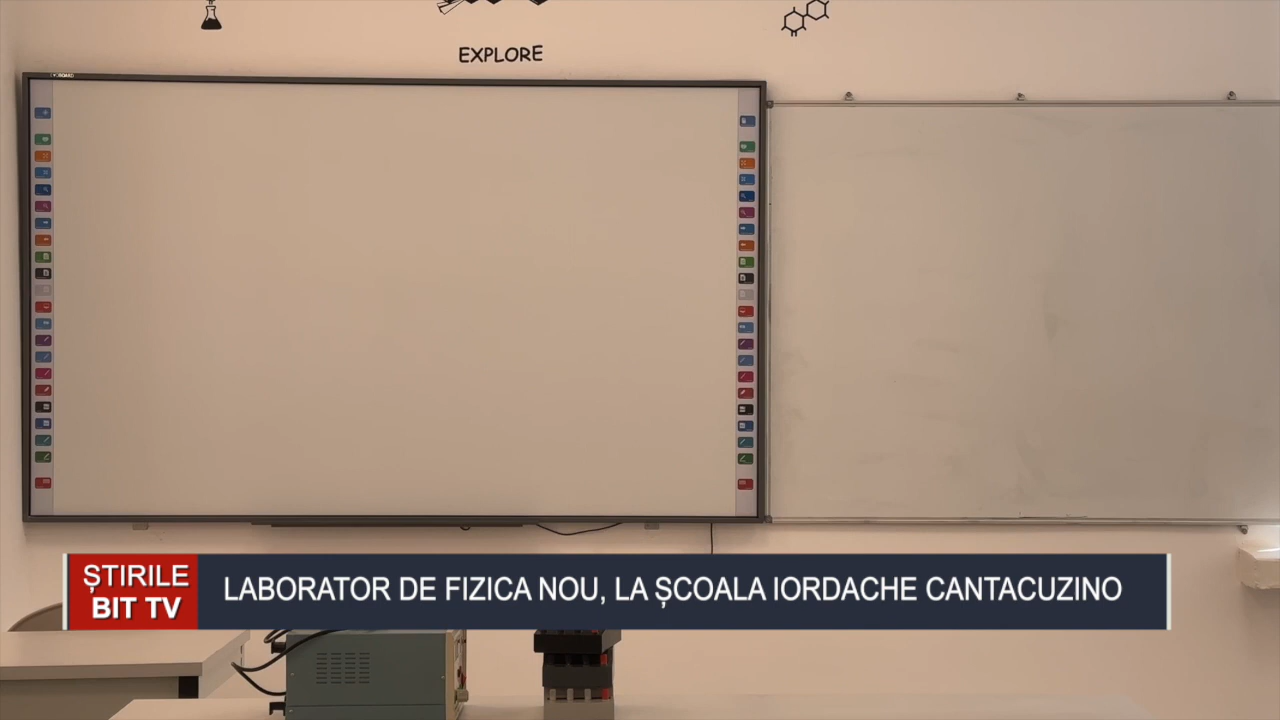 EXPLORE
ȘTIRILE
BIT TV
LABORATOR DE FIZICA NOU, LA ȘCOALA IORDACHE CANTACUZINO